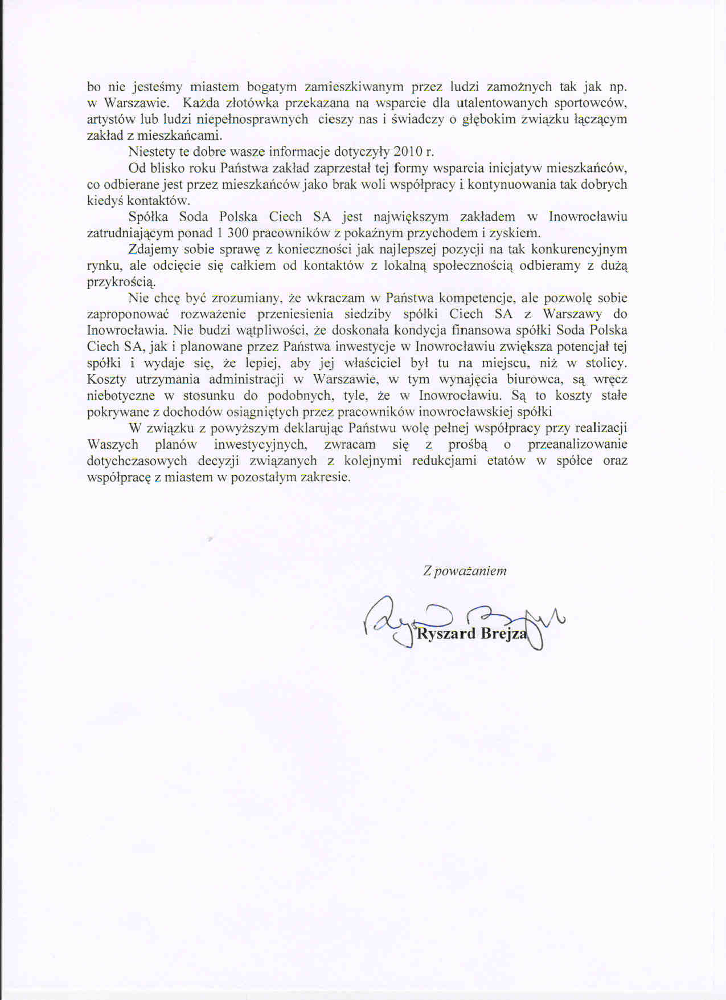 bo nie jesteśmy miastem bogatym zamieszkiwanym przez ludzi zamożnych tak jak np.
w Warszawie. Każda złotówka przekazana na wsparcie dla utalentowanych sportowców,
artystów lub ludzi niepełnosprawnych cieszy nas i świadczy o głębokim związku łączącym
zakład z mieszkańcami.
Niestety te dobre wasze informacje dotyczyły 2010 r.
Od blisko roku Państwa zakład zaprzestał tej formy wsparcia inicjatyw mieszkańców,
co odbierane jest przez mieszkańców jako brak woli współpracy i kontynuowania tak dobrych
kiedyś kontaktów.
Spółka Soda Polska Ciech SA jest największym zakładem w Inowrocławiu
zatrudniającym ponad 1 300 pracowników z pokaźnym przychodem i zyskiem.
Zdajemy sobie sprawę z konieczności jak najlepszej pozycji na tak konkurencyjnym
rynku, ale odcięcie się całkiem od kontaktów z lokalną społecznością odbieramy z dużą
przykrością.
Nie chcę być zrozumiany, że wkraczam w Państwa kompetencje, ale pozwolę sobie
zaproponować rozważenie przeniesienia siedziby spółki Ciech SA z Warszawy do
Inowrocławia. Nie budzi wątpliwości, że doskonała kondycja finansowa spółki Soda Polska
Ciech SA, jak i planowane przez Państwa inwestycje w Inowrocławiu zwiększa potencjał tej
spółki i wydaje się, że lepiej, aby jej właściciel był tu na miejscu, niż w stolicy.
Koszty utrzymania administracji w Warszawie, w tym wynajęcia biurowca, są wręcz
niebotyczne w stosunku do podobnych, tyle, że w Inowrocławiu. Są to koszty stałe
pokrywane z dochodów osiągniętych przez pracowników inowrocławskiej spółki
W związku z powyższym deklarując Państwu wolę pełnej współpracy przy realizacji
Waszych planów inwestycyjnych, zwracam się z prośbą o przeanalizowanie
dotychczasowych decyzji związanych z kolejnymi redukcjami etatów w spółce oraz
współpracę z miastem w pozostałym zakresie.
Z poważaniem
Ryszard Brejza